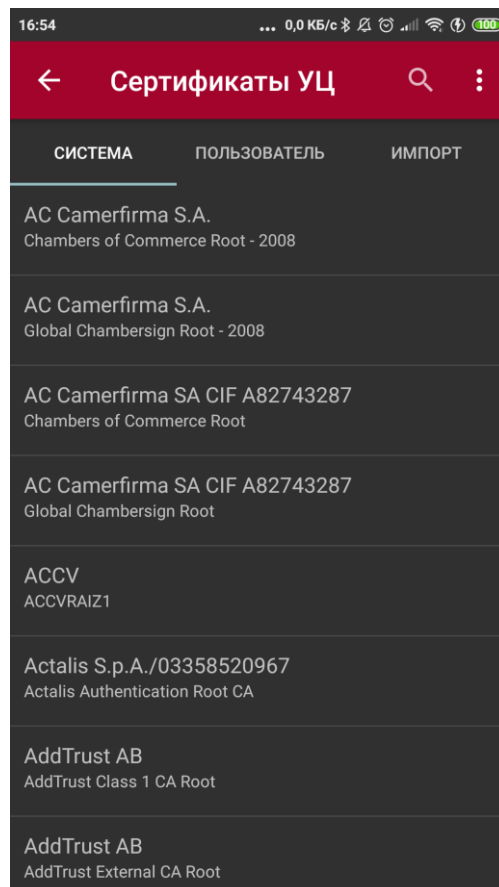 16:54
... 0,0 КБ/с 100
Сертификаты УЦ
СИСТЕМА ПОЛЬЗОВАТЕЛЬ ИМПОРТ
AC Camerfirma S.A.
Chambers of Commerce Root - 2008
AC Camerfirma S.A.
Global Chambersign Root - 2008
AC Camerfirma SA CIF A82743287
Chambers of Commerce Root
AC Camerfirma SA CIF A82743287
Global Chambersign Root
ACCV
ACCVRAIZ1
Actalis S.p.A./03358520967
Actalis Authentication Root CA
AddTrust AB
AddTrust Class 1 CA Root
AddTrust AB
AddTrust External CA Root